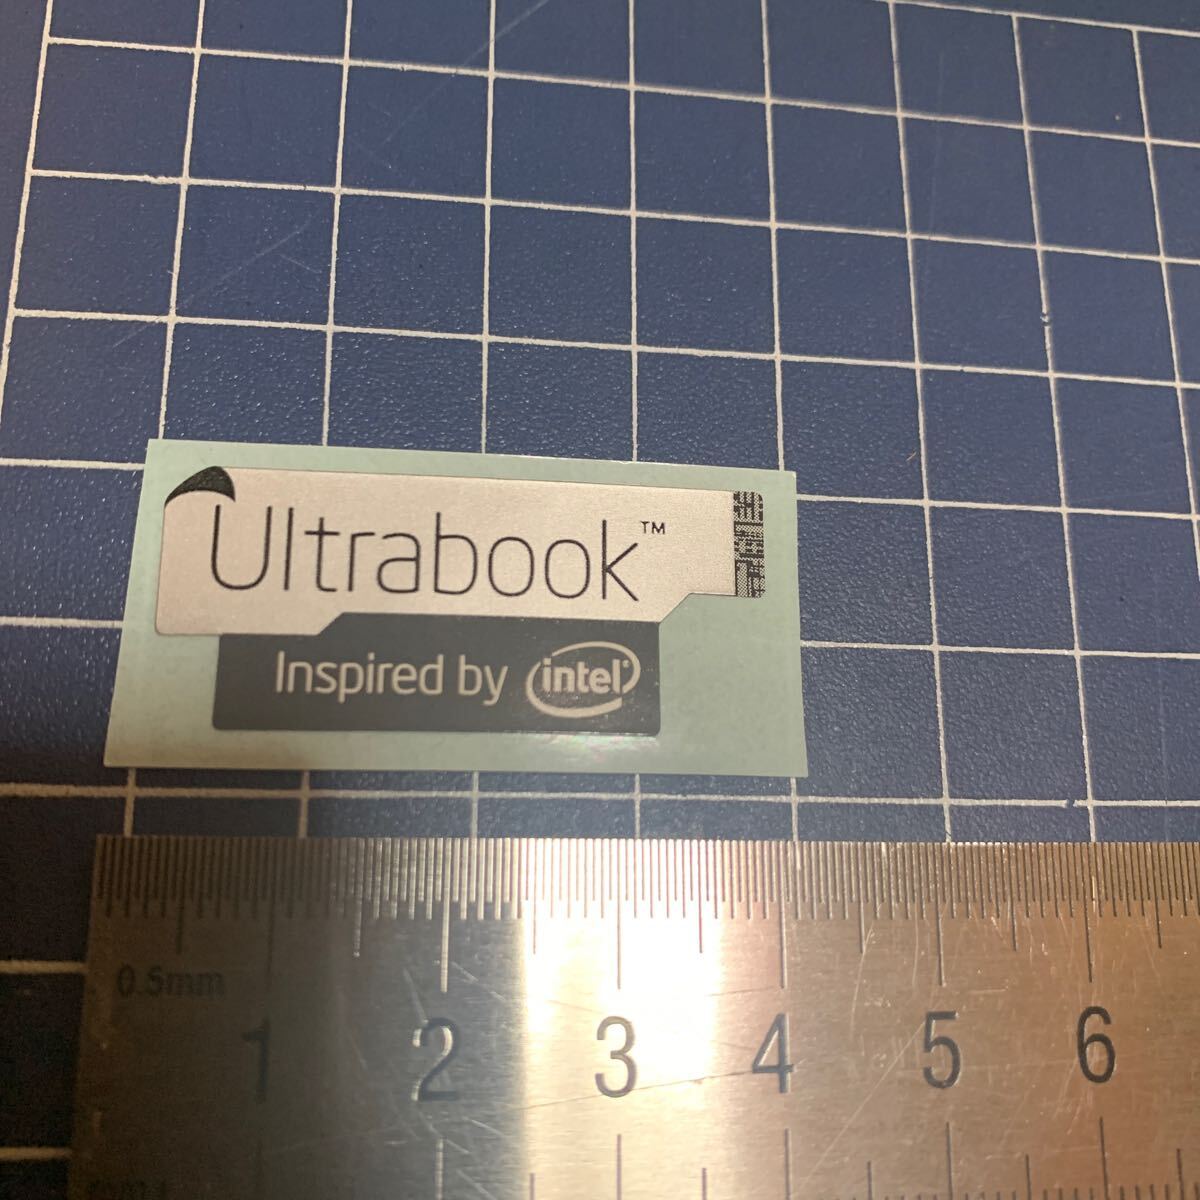 Ultrabook™
Inspired by intel
0.5mm
1 2 3 4 5 6